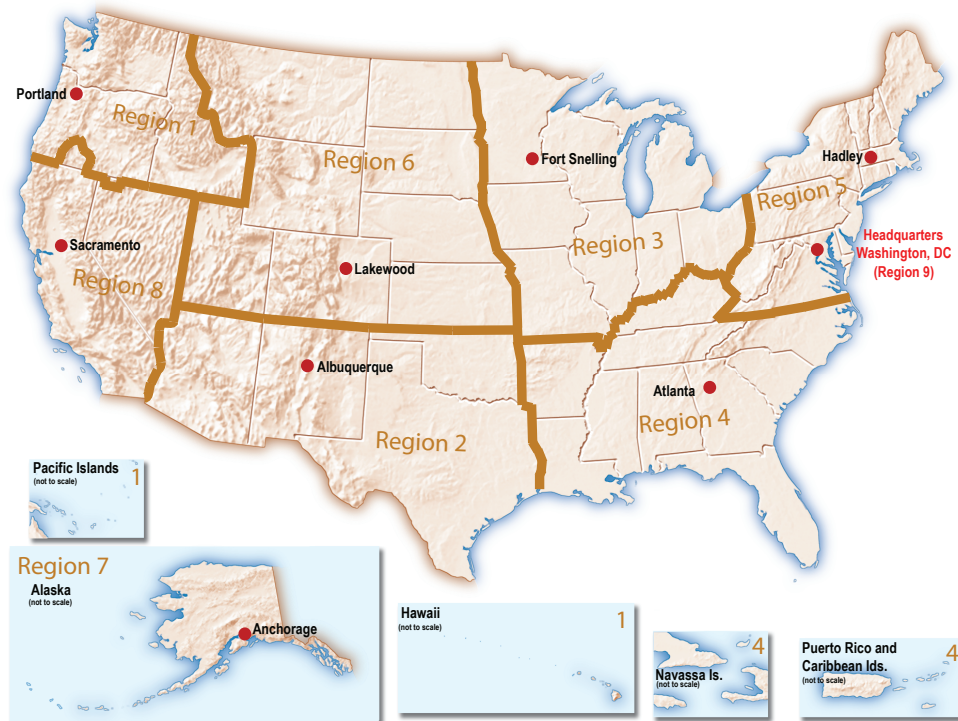 Portland
Region 1
Region 6
Fort Snelling
Hadley
Region 5
Sacramento
Region 3
Headquarters
Washington, DC
(Region 9)
Lakewood
Region 8
Albuquerque
Atlanta
Region 4
Region 2
Pacific Islands
(not to scale)
1
Region 7
Alaska
(not to scale)
Anchorage
Hawaii
(not to scale)
1
4
Navassa Is.
(not to scale)
Puerto Rico and
Caribbean Ids.
(not to scale)
4